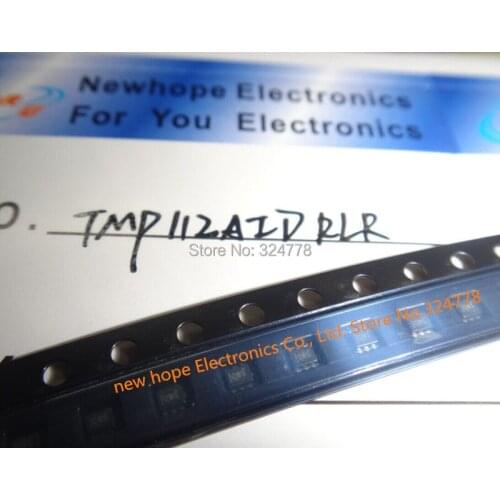 Newhope Electronics
For You Electronics
O. TMP112AIDRLR
Store No: 324778
new hope Electronics Co., Ltd. Store No.324778